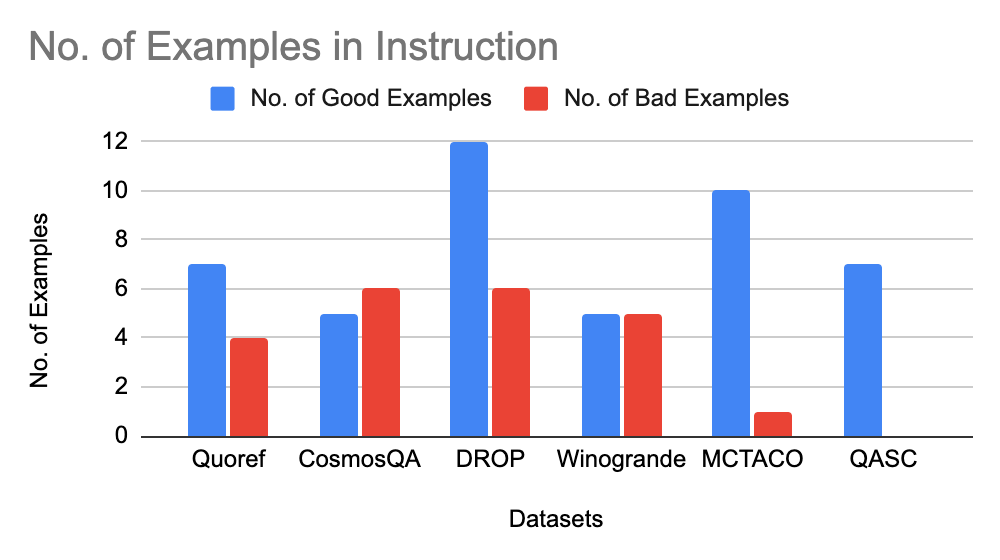 No. of Examples in Instruction
No. of Good Examples
No. of Bad Examples
12
10
8
6
4
2
0
No. of Examples
Quoref
CosmosQA
DROP
Winogrande
MCTACO
QASC
Datasets